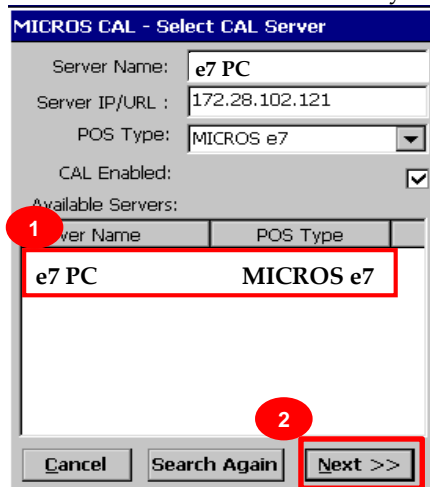 MICROS CAL - Select CAL Server
Server Name: e7 PC
Server IP/URL : 172.28.102.121
POS Type: MICROS e7
CAL Enabled:
Available Servers:
1
ver Name POS Type
e7 PC MICROS e7
2
Cancel Search Again Next >>